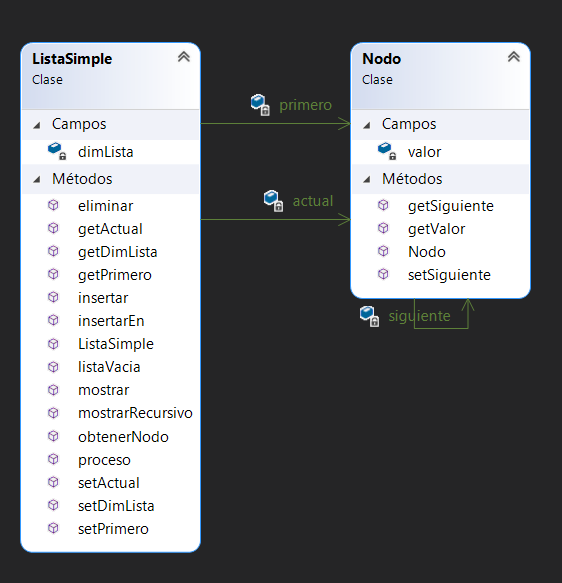 ListaSimple
Clase
Campos
dimLista
Métodos
eliminar
getActual
getDimLista
getPrimero
insertar
insertarEn
ListaSimple
listaVacia
mostrar
mostrarRecursivo
obtenerNodo
proceso
setActual
setDimLista
setPrimero
primero
actual
Nodo
Clase
Campos
valor
Métodos
getSiguiente
getValor
Nodo
setSiguiente
siguiente